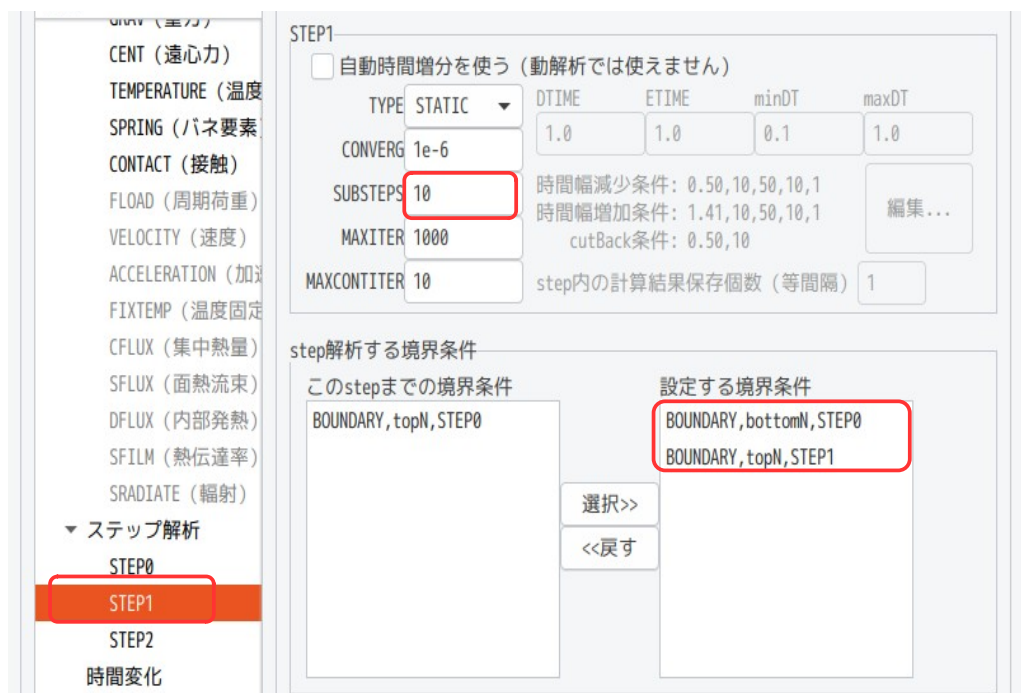 GRAV (重力)
CENT (遠心力)
TEMPERATURE (温度
SPRING (バネ要素
CONTACT (接触)
FLOAD (周期荷重)
VELOCITY (速度)
ACCELERATION (加速
FIXTEMP (温度固定
CFLUX (集中熱量)
SFLUX (面熱流束)
DFLUX (内部発熱)
SFILM (熱伝達率)
SRADIATE (輻射)
▼ ステップ解析
STEP0
STEP1
STEP2
時間変化
STEP1
自動時間増分を使う (動解析では使えません)
TYPE STATIC
CONVERG 1e-6
SUBSTEPS 10
MAXITER 1000
MAXCONTITER 10
DTIME ETIME minDT maxDT
1.0 1.0 0.1 1.0
時間幅減少条件: 0.50,10,50,10,1
時間幅増加条件: 1.41,10,50,10,1
cutBack条件: 0.50,10
編集...
step内の計算結果保存個数 (等間隔) 1
step解析する境界条件
このstepまでの境界条件
BOUNDARY,topN,STEP0
選択>>
<<戻す
設定する境界条件
BOUNDARY,bottomN,STEP0
BOUNDARY,topN,STEP1